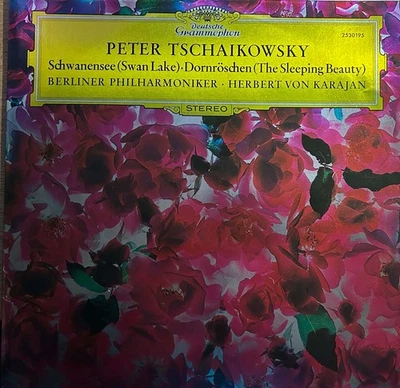 Deutsche
Grammophon
2530195
PETER TSCHAIKOWSKY
Schwanensee (Swan Lake)·Dornröschen (The Sleeping Beauty)
BERLINER PHILHARMONIKER · HERBERT VON KARAJAN
STEREO